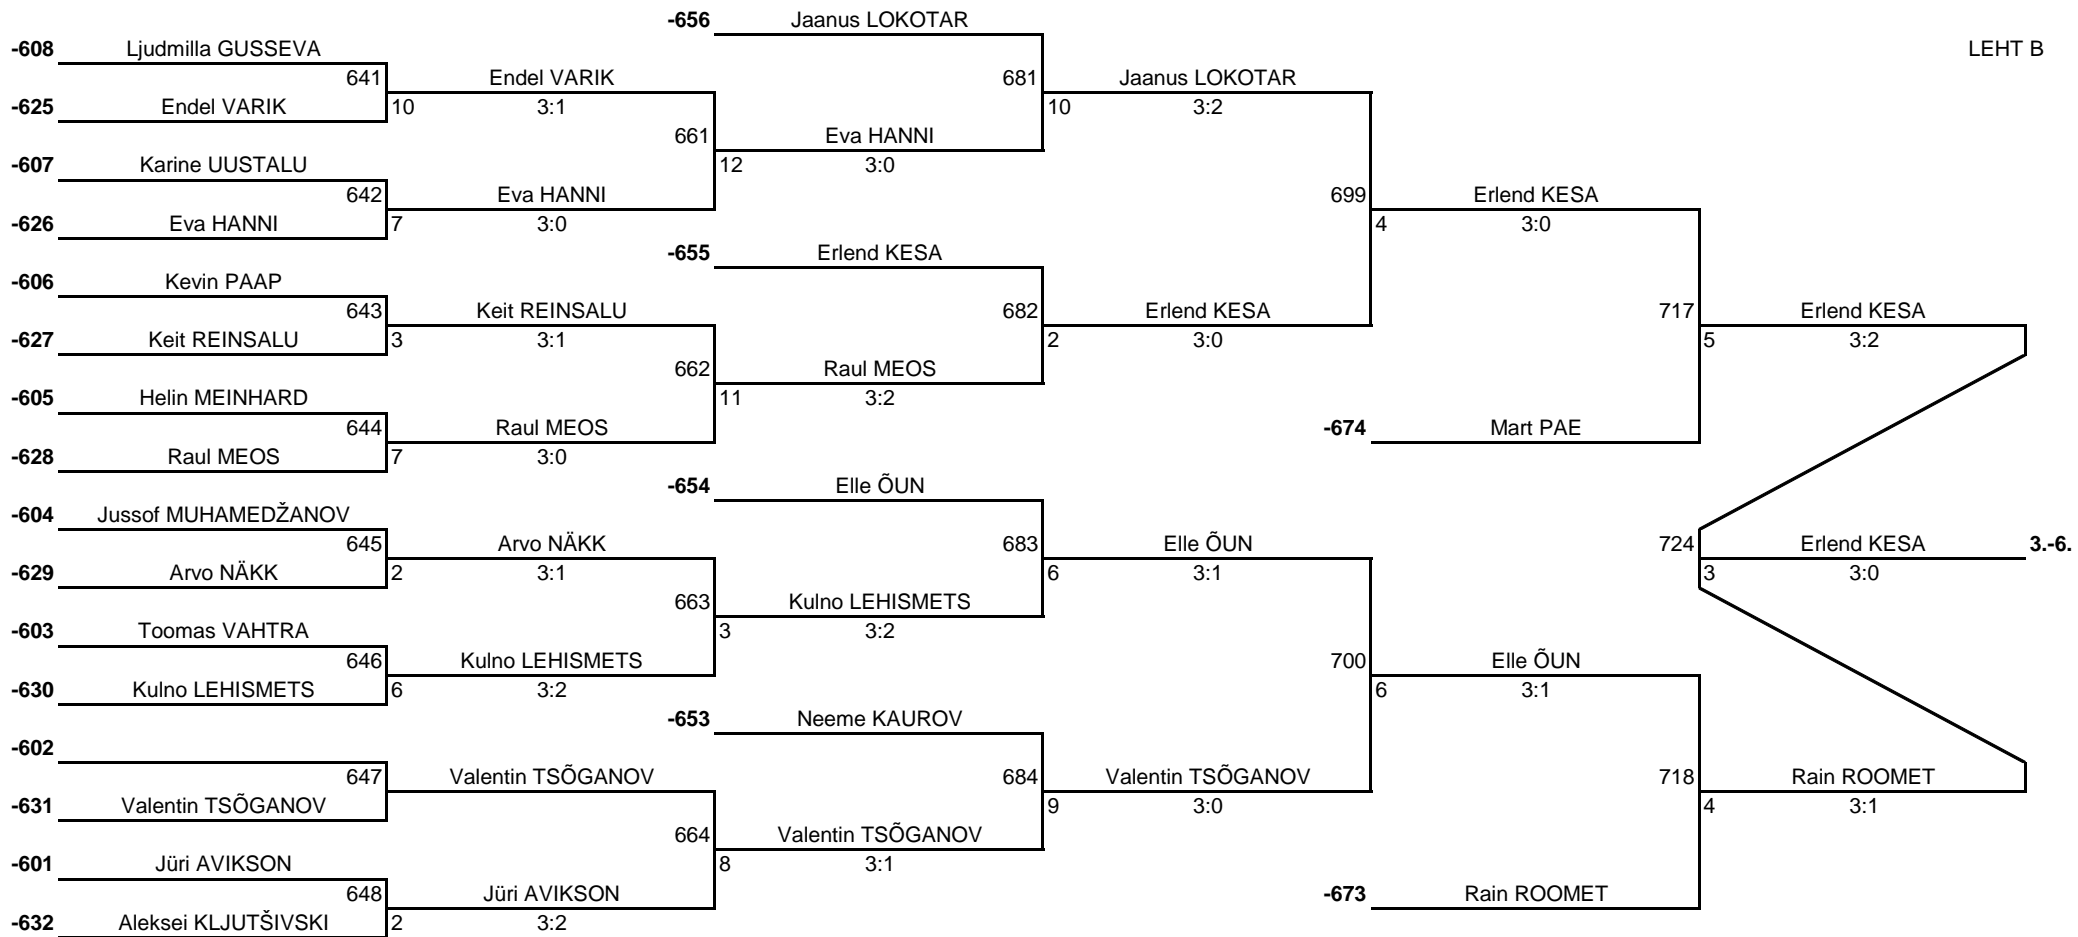 -656 Jaanus LOKOTAR
-608 Ljudmilla GUSSEVA LEHT B
641 Endel VARIK 681 Jaanus LOKOTAR
-625 Endel VARIK 10 3:1 10 3:2
661 Eva HANNI
-607 Karine UUSTALU 12 3:0
642 Eva HANNI 699 Erlend KESA
-626 Eva HANNI 7 3:0 4 3:0
-655 Erlend KESA
-606 Kevin PAAP
643 Keit REINSALU 682 Erlend KESA 717 Erlend KESA
-627 Keit REINSALU 3 3:1 2 3:0 5 3:2
662 Raul MEOS
-605 Helin MEINHARD 11 3:2
644 Raul MEOS -674 Mart PAE
-628 Raul MEOS 7 3:0
-654 Elle ÕUN
-604 Jussof MUHAMEDŽANOV
645 Arvo NÄKK 683 Elle ÕUN 724 Erlend KESA 3.-6.
-629 Arvo NÄKK 2 3:1 6 3:1 3 3:0
663 Kulno LEHISMETS
-603 Toomas VAHTRA 3 3:2
646 Kulno LEHISMETS 700 Elle ÕUN
-630 Kulno LEHISMETS 6 3:2 6 3:1
-653 Neeme KAUROV
-602
647 Valentin TSÕGANOV 684 Valentin TSÕGANOV 718 Rain ROOMET
-631 Valentin TSÕGANOV 9 3:0 4 3:1
664 Valentin TSÕGANOV
-601 Jüri AVIKSON 8 3:1
648 Jüri AVIKSON -673 Rain ROOMET
-632 Aleksei KLJUTŠIVSKI 2 3:2